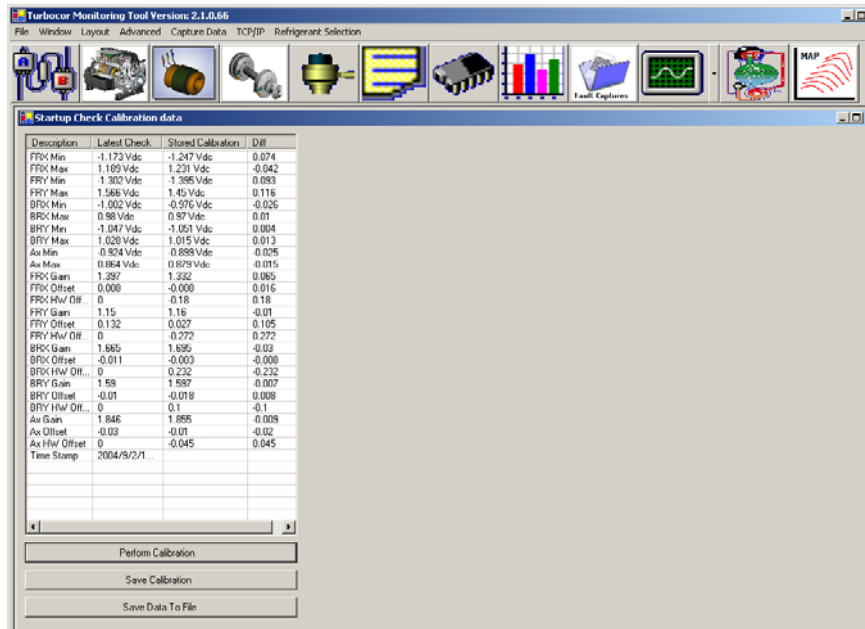 Turbocor Monitoring Tool Version: 2.1.0.66
File Window Layout Advanced Capture Data TCP/IP Refrigerant Selection
A B Fault Captures MAP
Startup Check Calibration data
Description Latest Check Stored Calibration Diff
FRX Min -1.173 Vdc -1.247 Vdc 0.074
FRX Max 1.189 Vdc 1.231 Vdc -0.042
FRY Min -1.302 Vdc -1.395 Vdc 0.093
FRY Max 1.566 Vdc 1.45 Vdc 0.116
BRX Min -1.002 Vdc -0.976 Vdc -0.026
BRX Max 0.98 Vdc 0.97 Vdc 0.01
BRY Min -1.047 Vdc -1.051 Vdc 0.004
BRY Max 1.028 Vdc 1.015 Vdc 0.013
Ax Min -0.924 Vdc -0.899 Vdc -0.025
Ax Max 0.864 Vdc 0.879 Vdc -0.015
FRX Gain 1.397 1.332 0.065
FRX Offset 0.008 -0.008 0.016
FRX HW Off... 0 -0.18 0.18
FRY Gain 1.15 1.16 -0.01
FRY Offset 0.132 0.027 0.105
FRY HW Off... 0 -0.272 0.272
BRX Gain 1.665 1.695 -0.03
BRX Offset -0.011 -0.003 -0.008
BRX HW Off... 0 0.232 -0.232
BRY Gain 1.59 1.597 -0.007
BRY Offset -0.01 -0.018 0.008
BRY HW Off... 0 0.1 -0.1
Ax Gain 1.846 1.855 -0.009
Ax Offset -0.03 -0.01 -0.02
Ax HW Offset 0 -0.045 0.045
Time Stamp 2004/9/2/1...
Perform Calibration
Save Calibration
Save Data To File